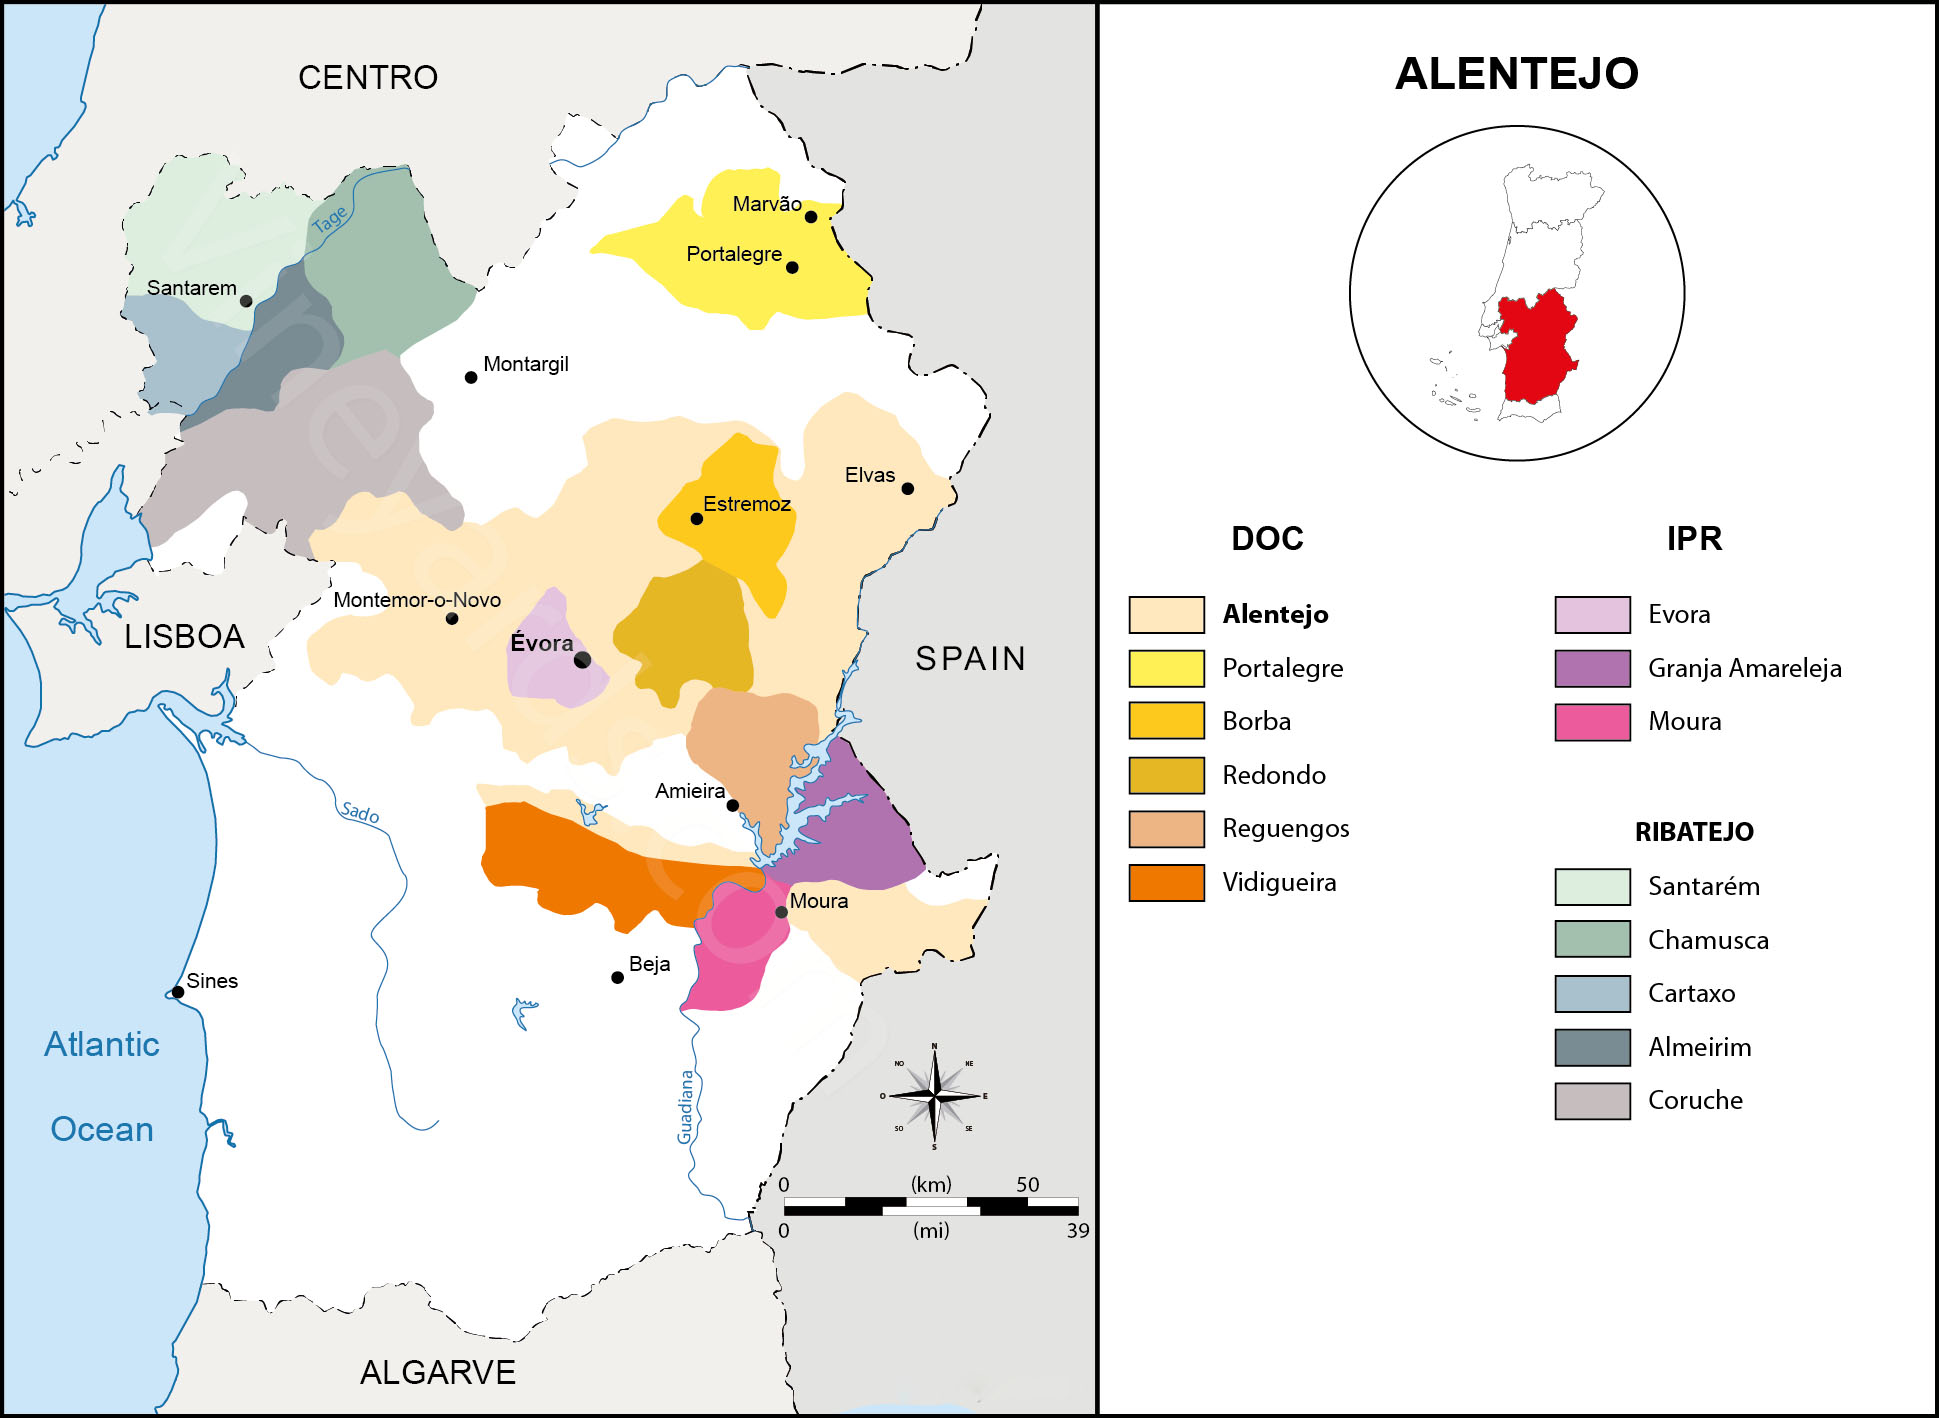 CENTRO
Tage
Marvão
Portalegre
Santarem
Montargil
Elvas
Estremoz
Montemor-o-Novo
LISBOA
Évora
SPAIN
Amieira
Sado
Moura
Beja
Sines
Atlantic
Ocean
Guadiana
N
NO
NE
O
E
SO
SE
S
0 (km) 50
0 (mi) 39
ALGARVE
ALENTEJO
DOC
Alentejo
Portalegre
Borba
Redondo
Reguengos
Vidigueira
IPR
Evora
Granja Amareleja
Moura
RIBATEJO
Santarém
Chamusca
Cartaxo
Almeirim
Coruche